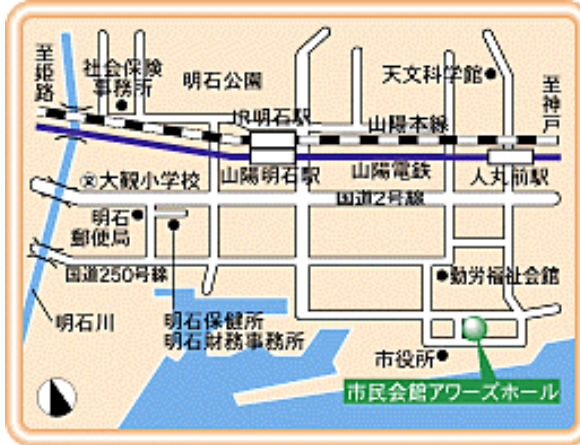 至姫路
社会保険
事務所
明石公園
天文科学館
至神戸
JR明石駅
山陽本線
大観小学校
山陽明石駅
山陽電鉄
人丸前駅
国道2号線
明石
郵便局
国道250号線
勤労福祉会館
明石川
明石保健所
明石財務事務所
市役所
市民会館アワーズホール